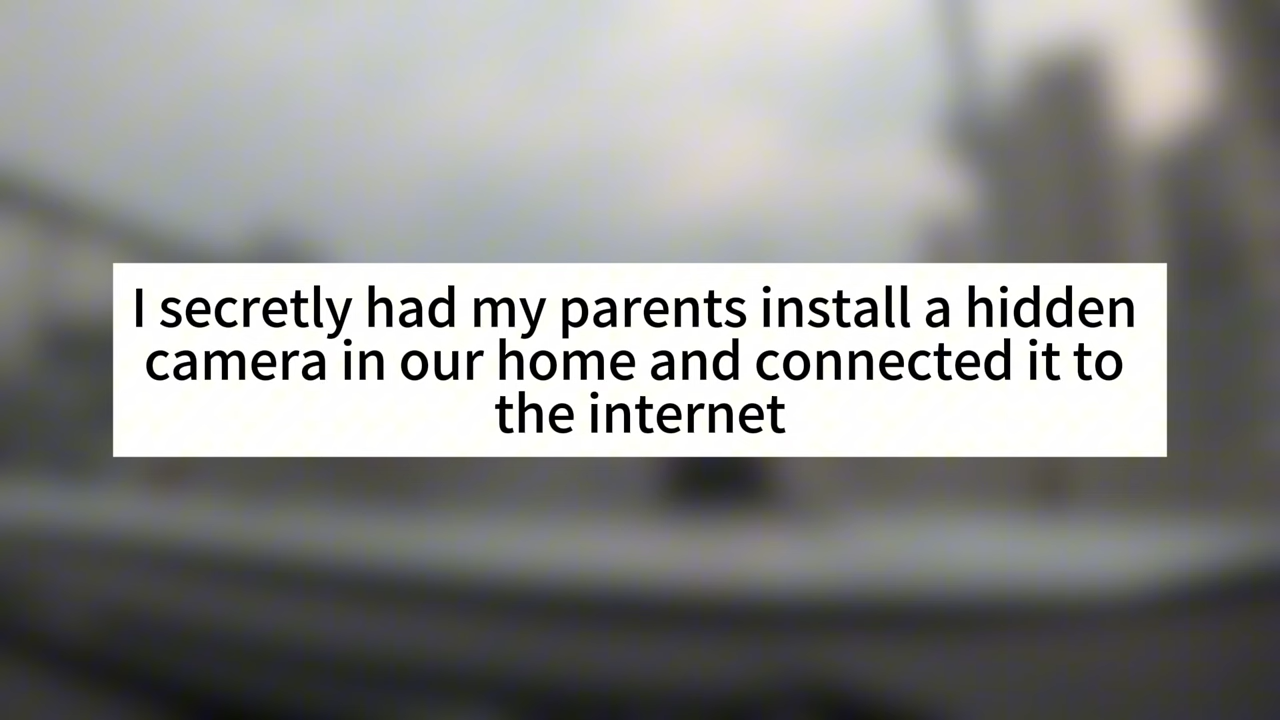 I secretly had my parents install a hidden
camera in our home and connected it to
the internet